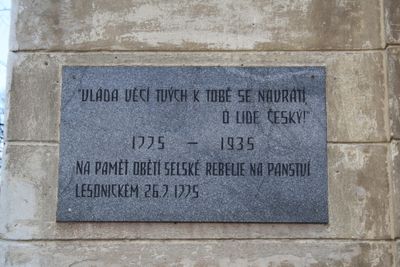 "VLÁDA VĚCÍ TVÝCH K TOBĚ SE NAVRÁTÍ,
Ó LIDE ČESKÝ!"
1775 – 1935
NA PAMĚŤ OBĚTÍ SELSKÉ REBELIE NA PANSTVÍ
LESONICKÉM 26.7.1775